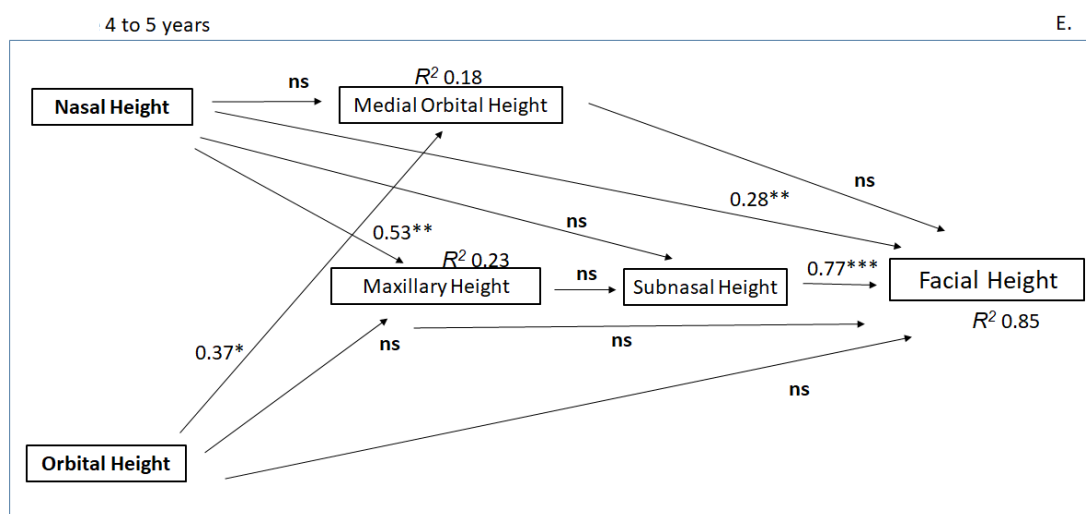 4 to 5 years
E.
R² 0.18
ns
Nasal Height
Medial Orbital Height
ns
0.28**
ns
0.53**
R² 0.23
0.77***
ns
Maxillary Height
Subnasal Height
Facial Height
R² 0.85
0.37*
ns
ns
ns
Orbital Height